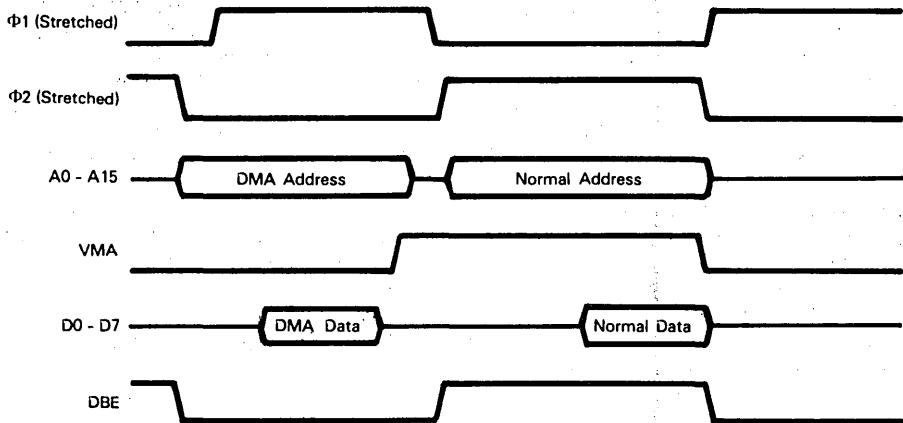 Φ1 (Stretched)
Φ2 (Stretched)
A0 - A15
DMA Address
Normal Address
VMA
D0 - D7
DMA Data
Normal Data
DBE